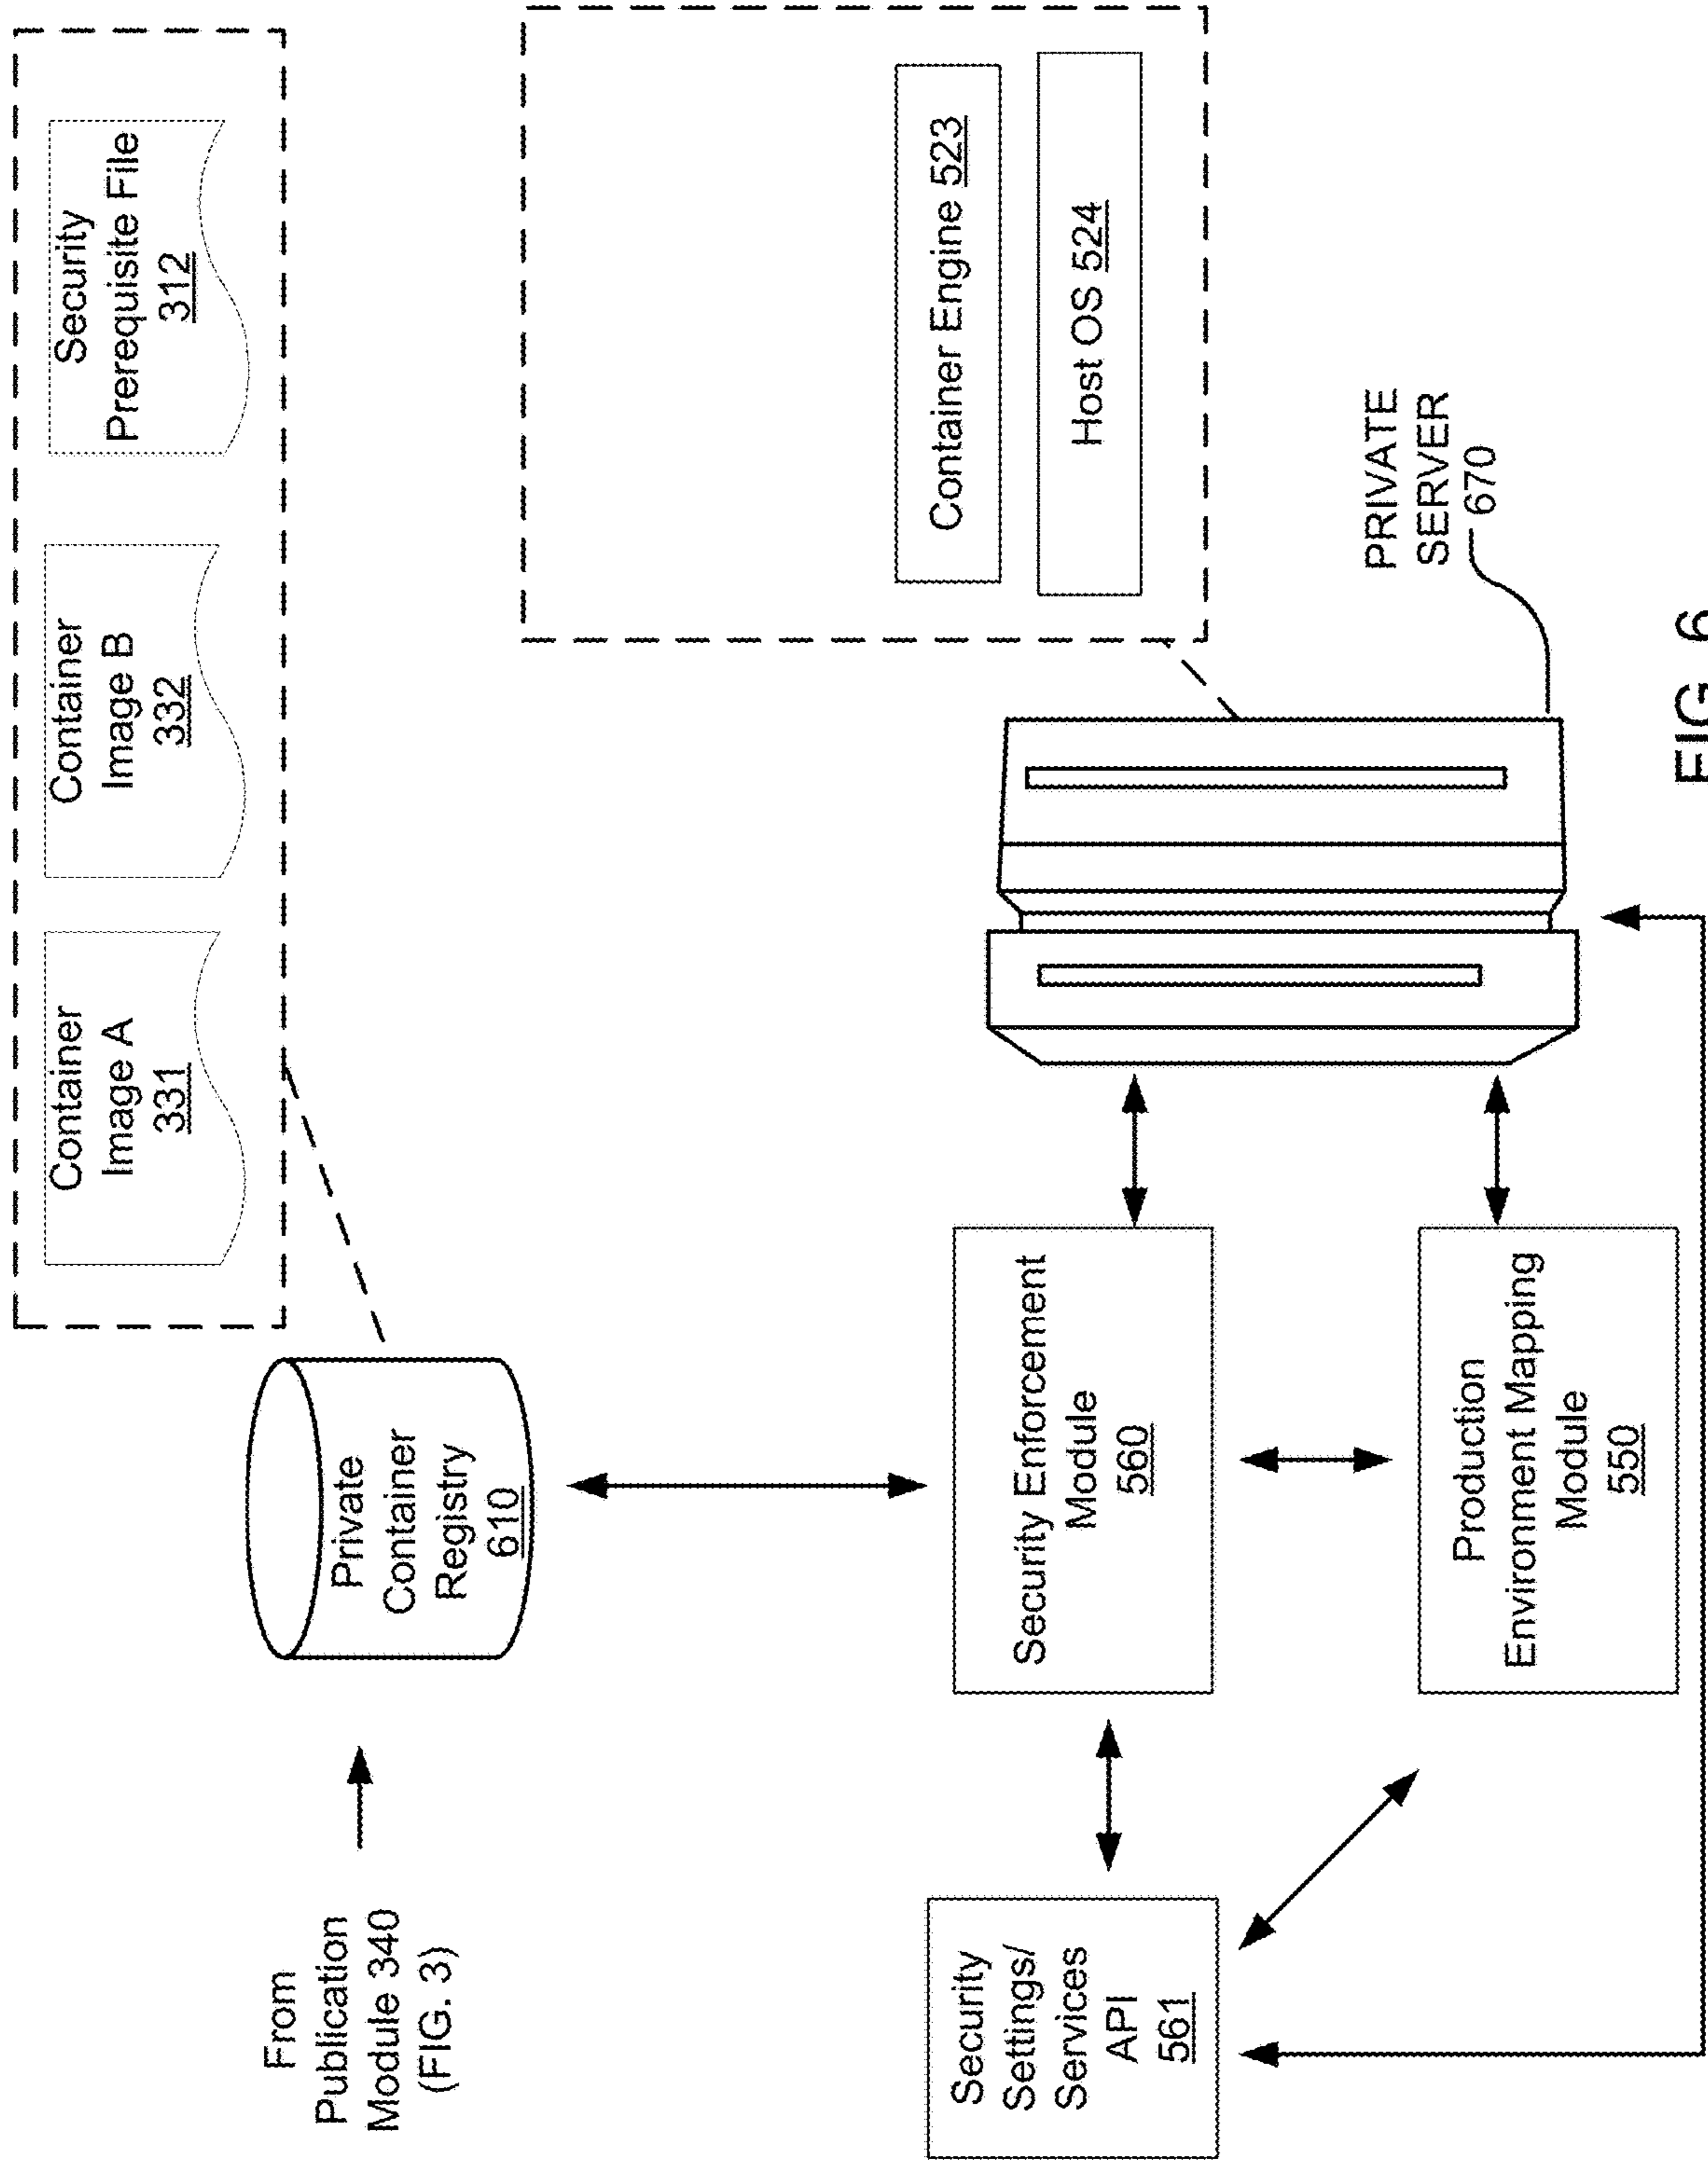 From
Publication
Module 340
(FIG. 3)
Private
Container
Registry
610
Container
Image A
331
Container
Image B
332
Security
Prerequisite File
312
Security
Settings/
Services
API
561
Security Enforcement
Module
560
Production
Environment Mapping
Module
550
Container Engine 523
Host OS 524
PRIVATE
SERVER
670
FIG. 6